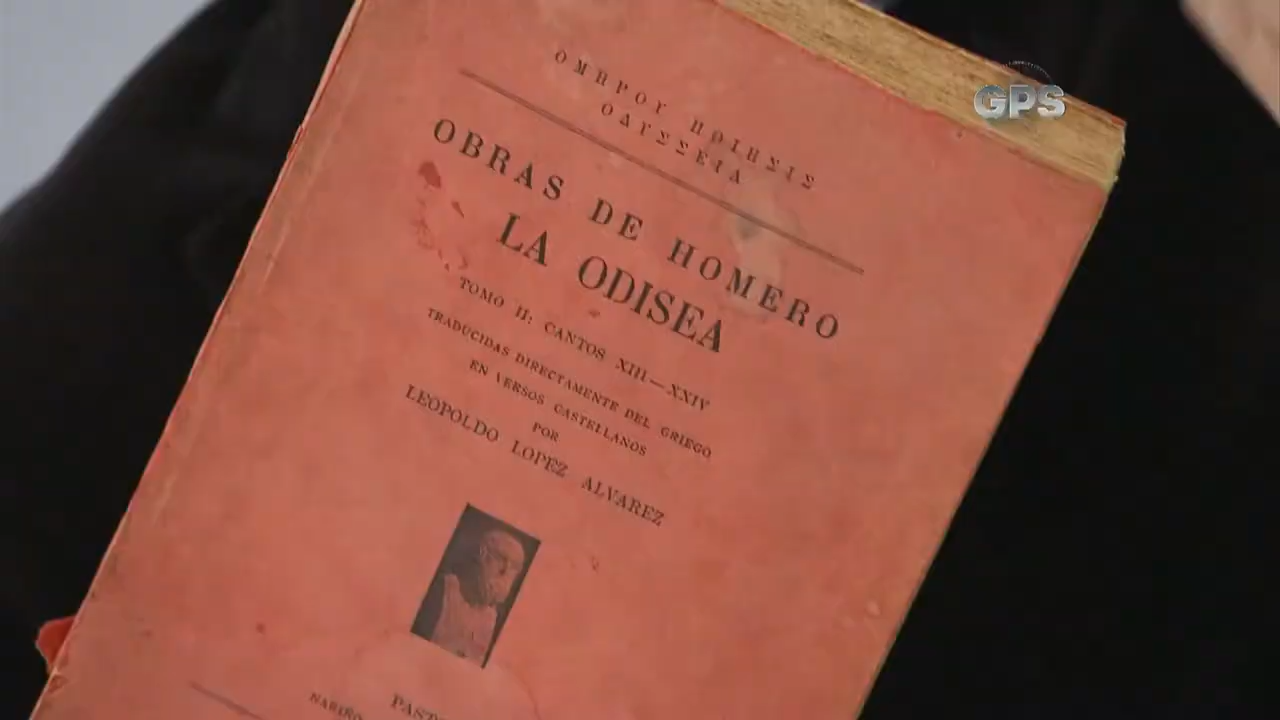 ΟΜΗΡΟΥ ΠΟΙΗΣΙΣ
ΟΔΥΣΣΕΙΑ
OBRAS DE HOMERO
LA ODISEA
TOMO II: CANTOS XIII—XXIV
TRADUCIDAS DIRECTAMENTE DEL GRIEGO
EN VERSOS CASTELLANOS
POR
LEOPOLDO LOPEZ ALVAREZ
NARIÑO
GPS